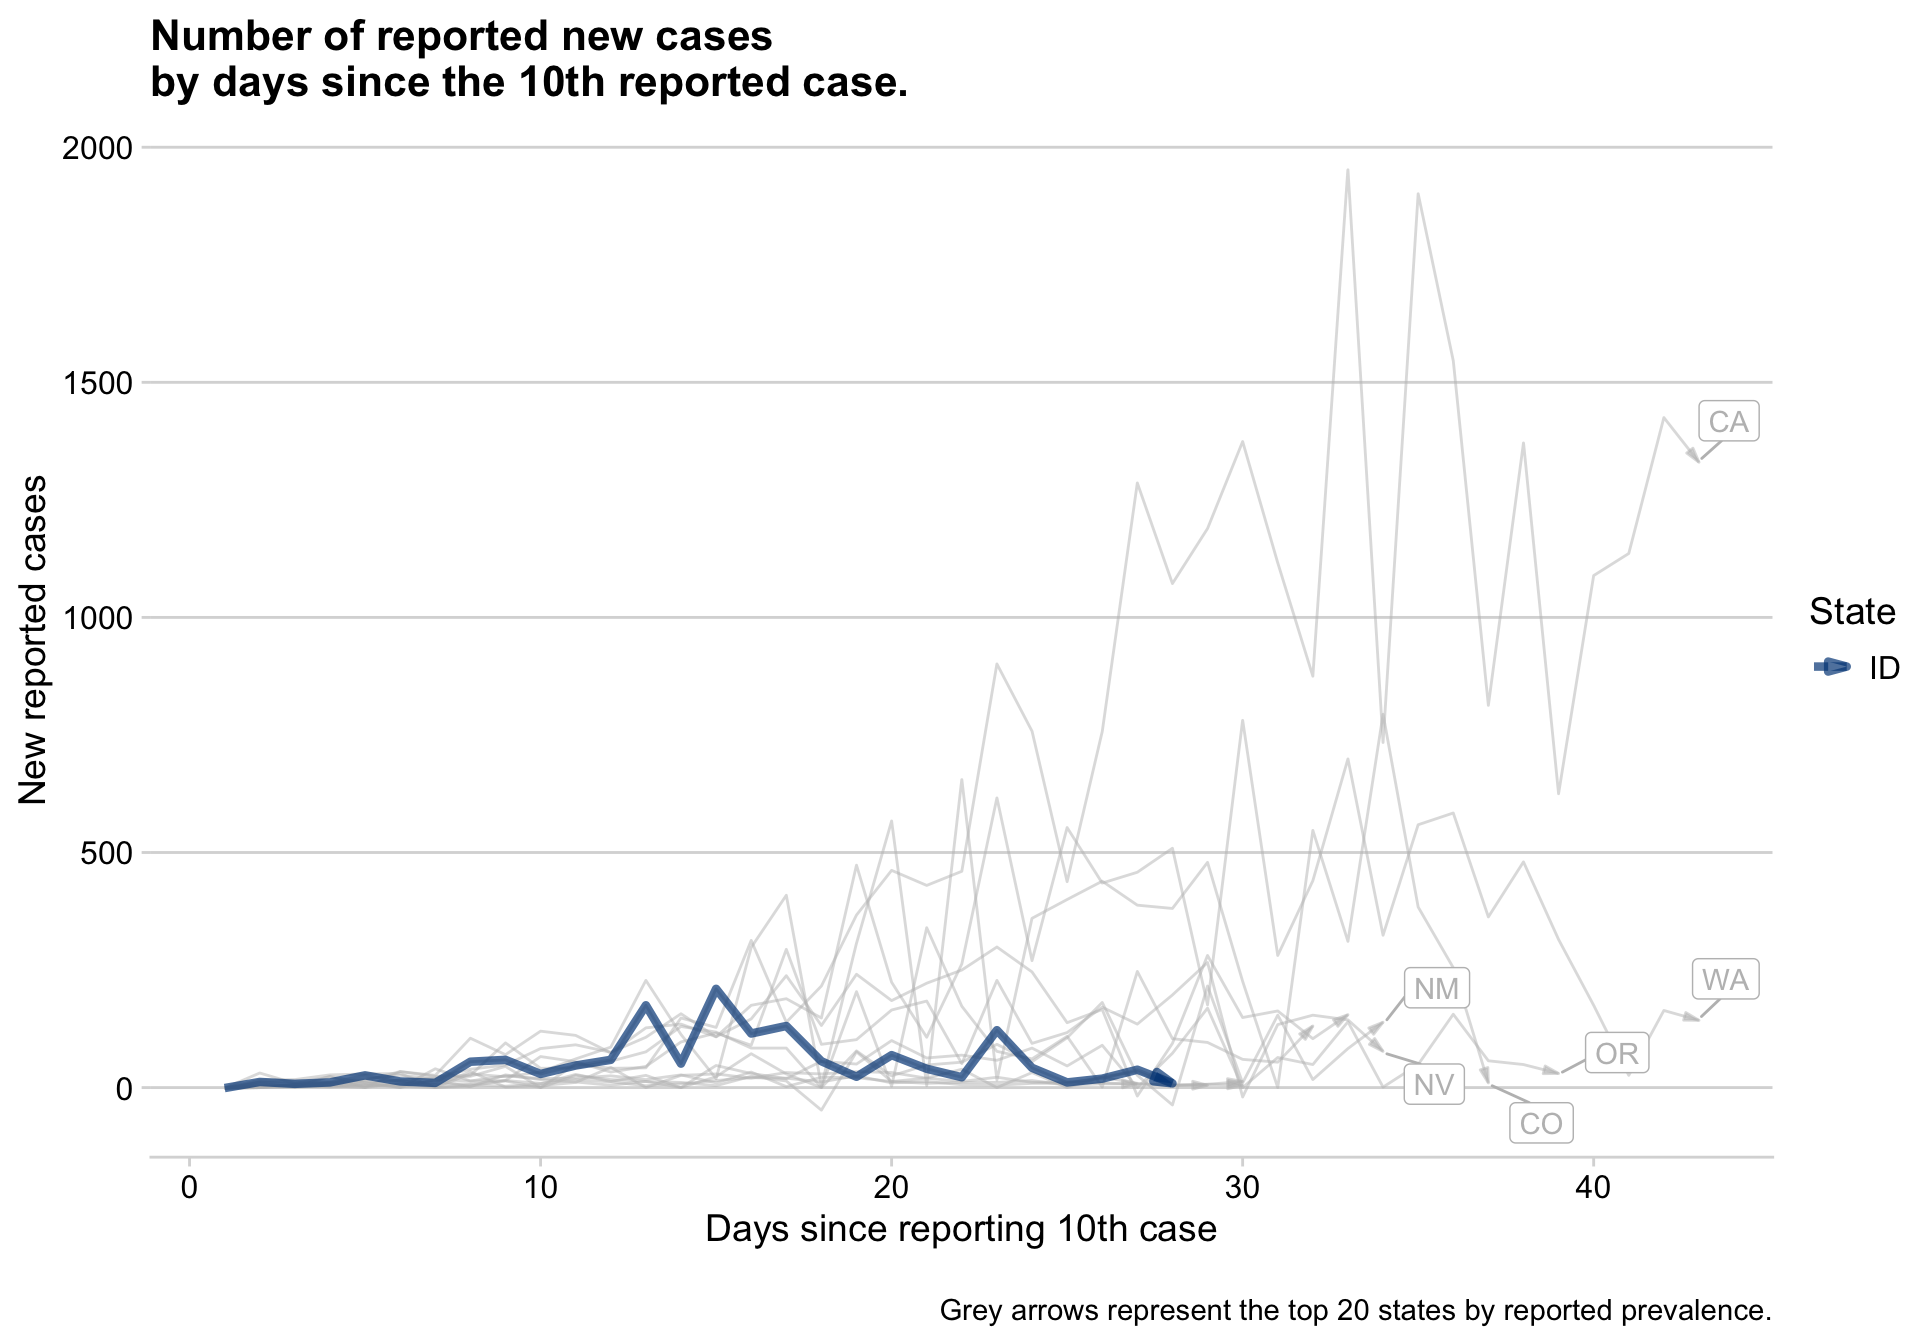 Number of reported new cases
by days since the 10th reported case.
2000
1500
1000
500
0
New reported cases
CA
WA
NM
OR
NV
CO
State
ID
0 10 20 30 40
Days since reporting 10th case
Grey arrows represent the top 20 states by reported prevalence.